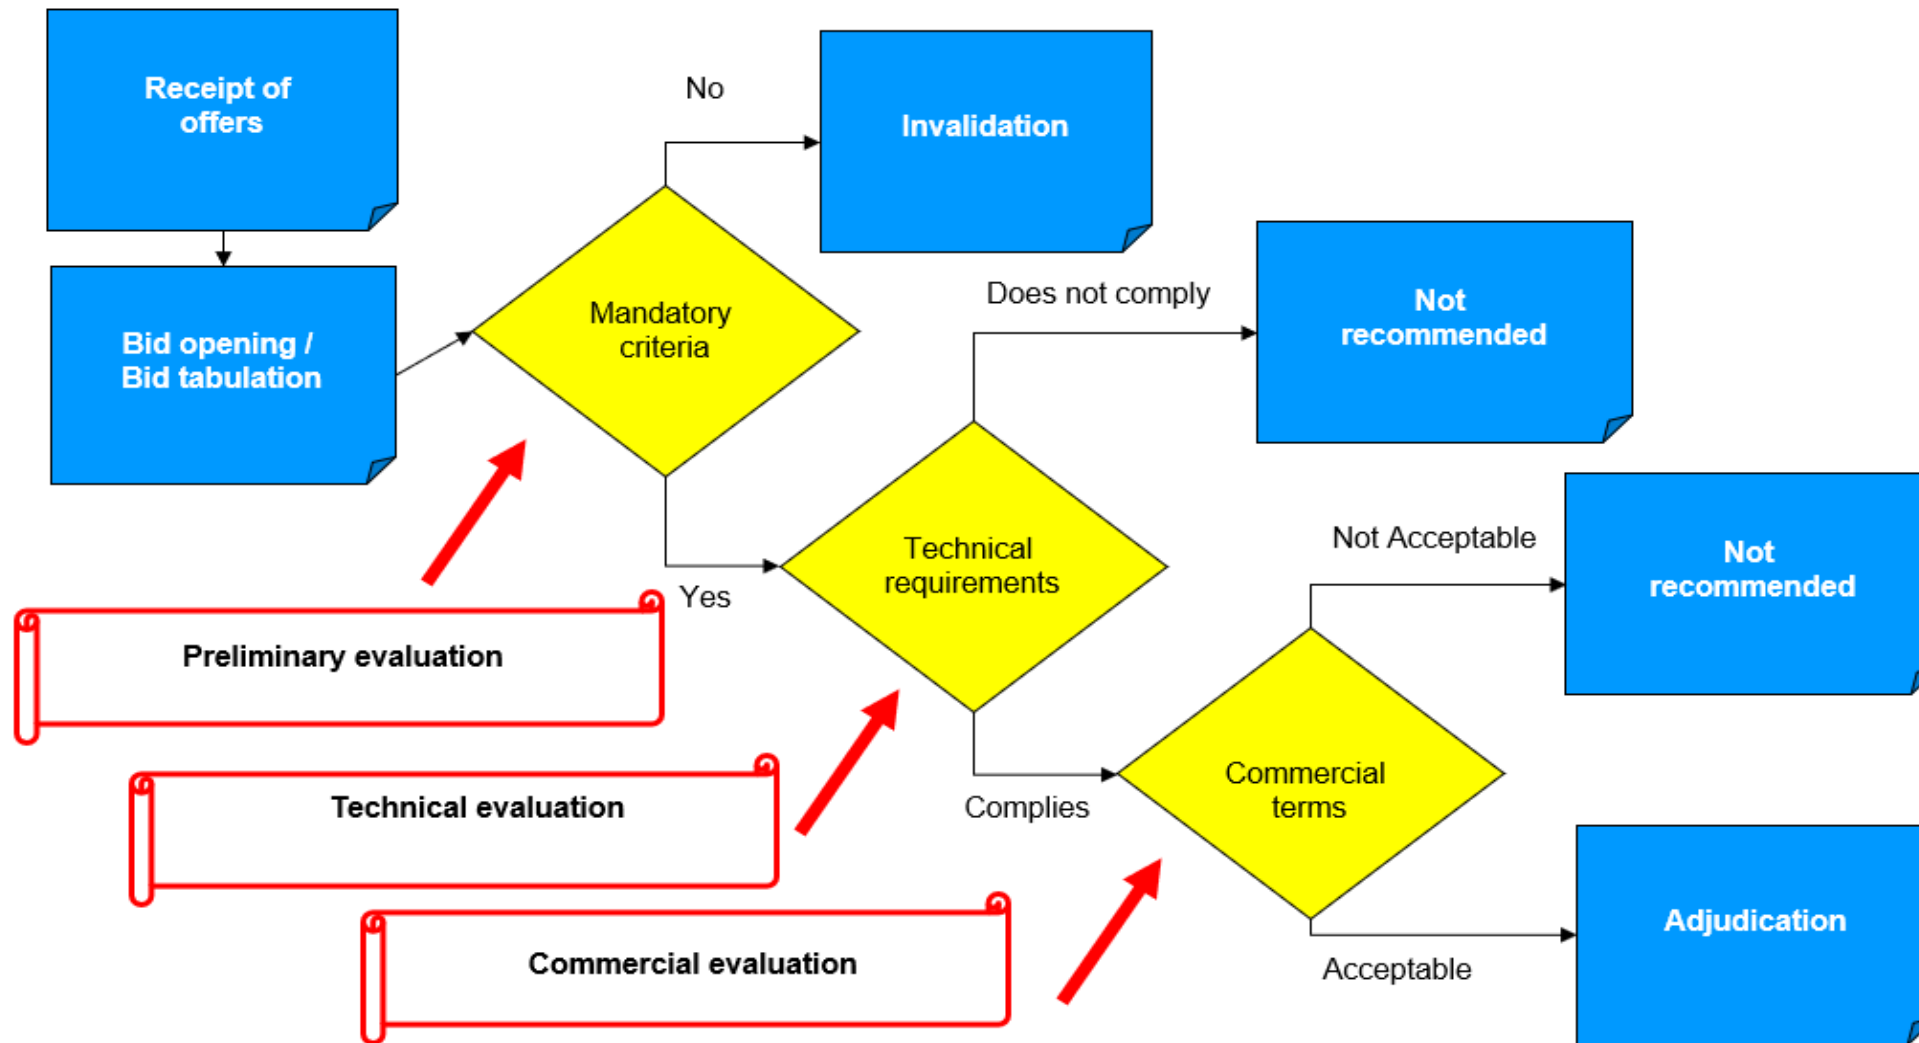 Receipt of
offers
No
Invalidation
Bid opening /
Bid tabulation
Mandatory
criteria
Does not comply
Not
recommended
Yes
Technical
requirements
Not Acceptable
Not
recommended
Preliminary evaluation
Technical evaluation
Complies
Commercial
terms
Commercial evaluation
Acceptable
Adjudication